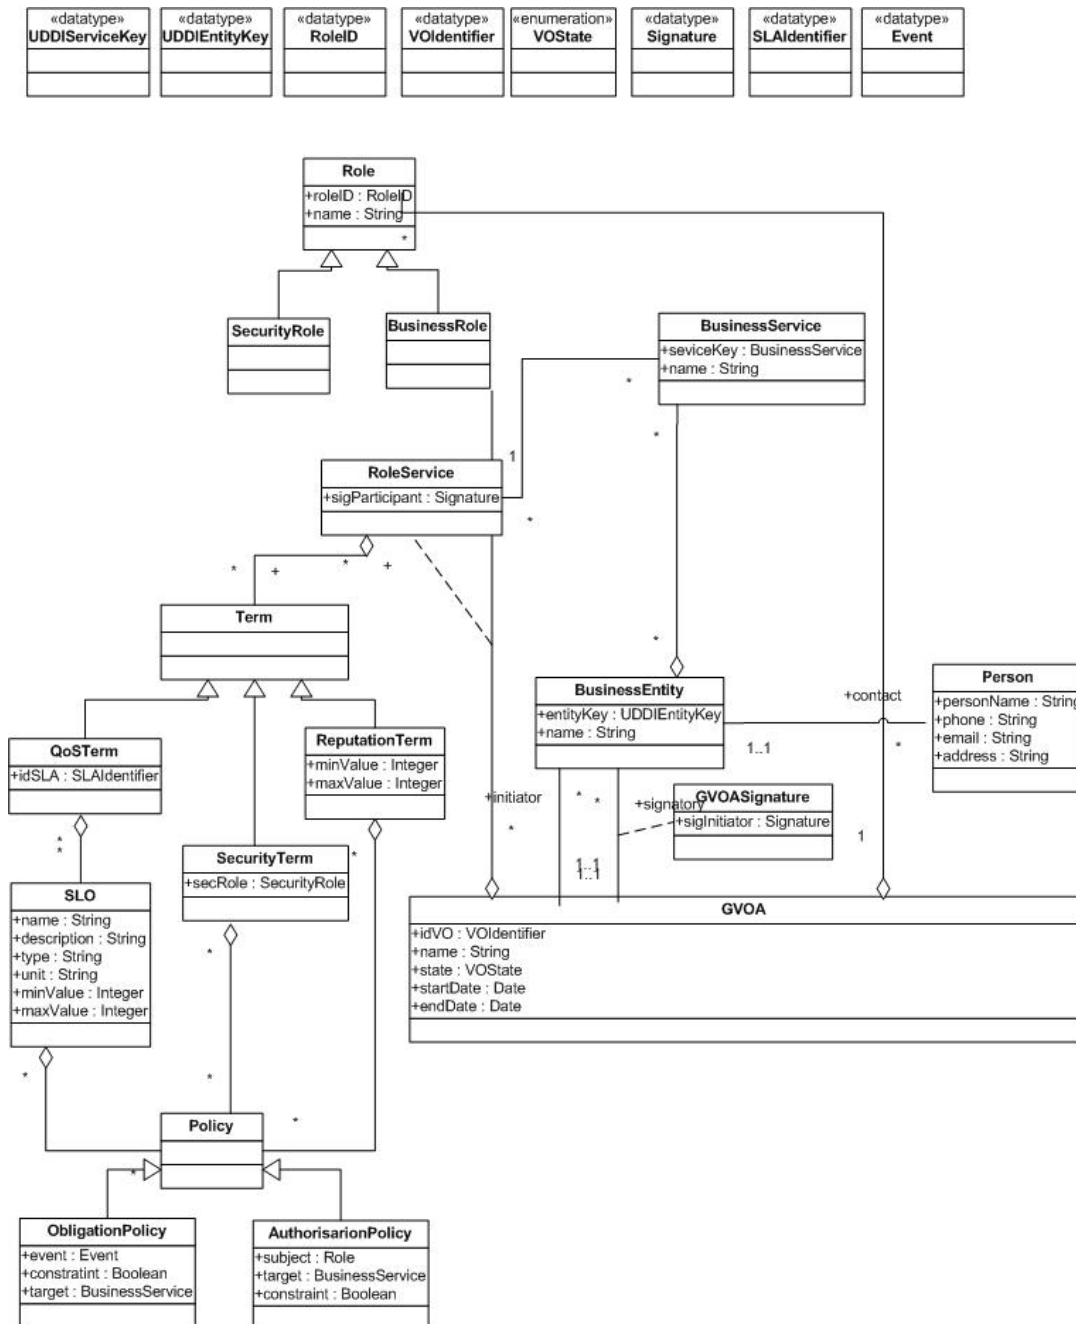 «datatype»
UDDIServiceKey
«datatype»
UDDIEntityKey
«datatype»
RoleID
«datatype»
VOIdentifier
«enumeration»
VOState
«datatype»
Signature
«datatype»
SLAIdentifier
«datatype»
Event
Role
+roleID : RoleID
+name : String
*
SecurityRole
BusinessRole
BusinessService
+seviceKey : BusinessService
+name : String
*
*
1
RoleService
+sigParticipant : Signature
*
* + * +
Term
*
BusinessEntity
+entityKey : UDDIEntityKey
+name : String
+contact
1..1
*
Person
+personName : String
+phone : String
+email : String
+address : String
QoSTerm
+idSLA : SLAIdentifier
ReputationTerm
+minValue : Integer
+maxValue : Integer
+initiator
*
*
*
+signatory
GVOASignature
+sigInitiator : Signature
1
*
*
*
SecurityTerm
+secRole : SecurityRole
1..1
1..1
SLO
+name : String
+description : String
+type : String
+unit : String
+minValue : Integer
+maxValue : Integer
GVOA
+idVO : VOIdentifier
+name : String
+state : VOState
+startDate : Date
+endDate : Date
*
*
*
*
Policy
*
ObligationPolicy
+event : Event
+constratint : Boolean
+target : BusinessService
AuthorisarionPolicy
+subject : Role
+target : BusinessService
+constraint : Boolean